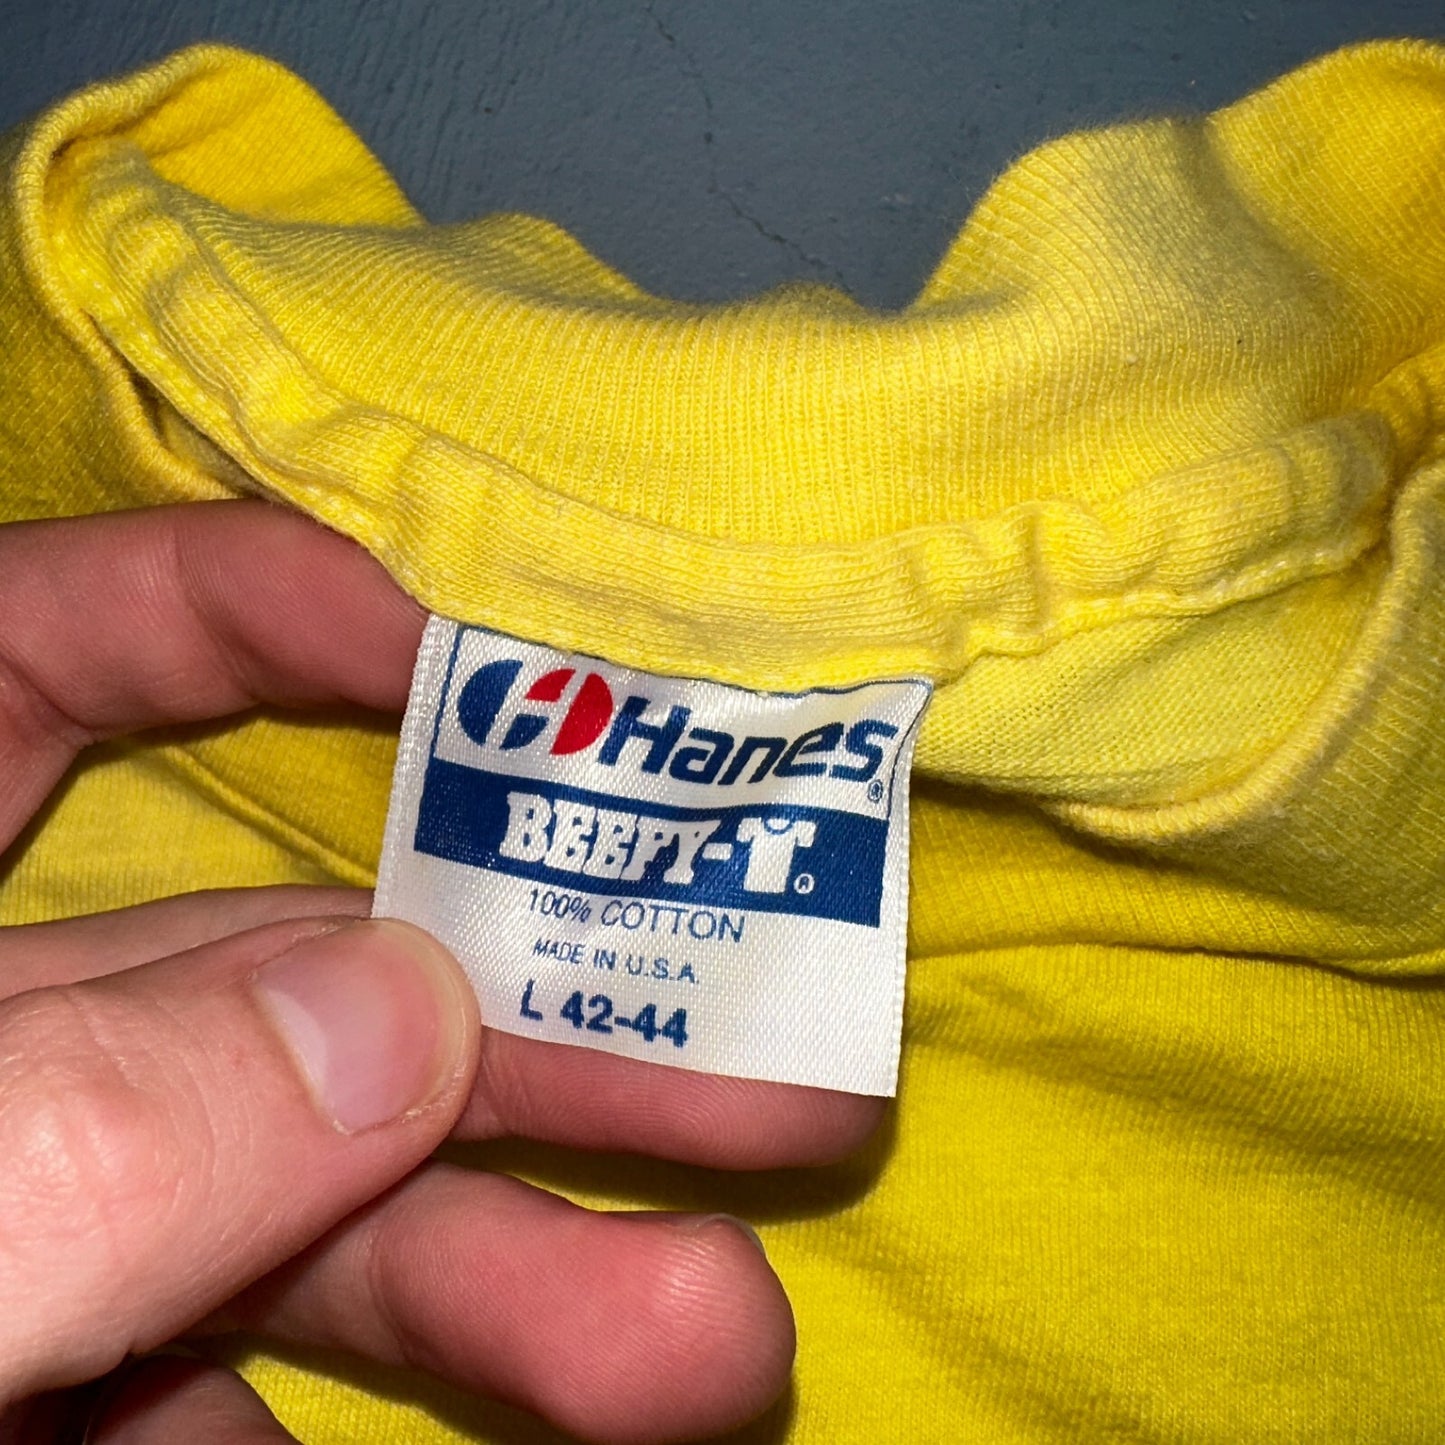 Hanes®
BEEFY-T®
100% COTTON
MADE IN U.S.A.
L 42-44